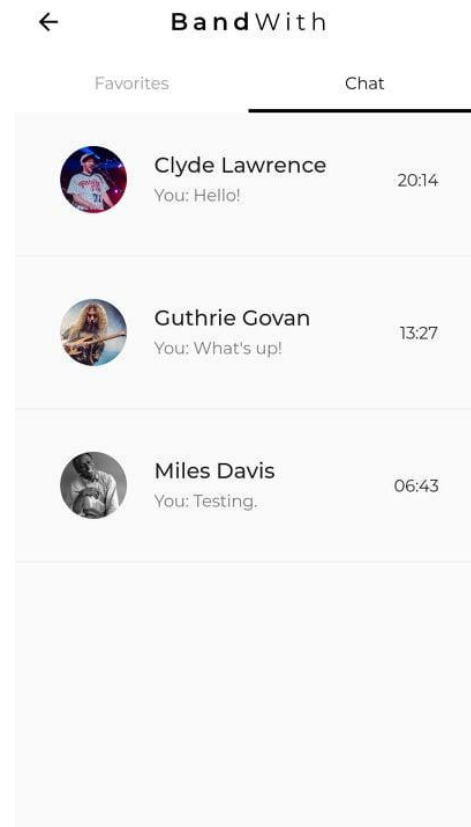 BandWith
Favorites Chat
Clyde Lawrence
You: Hello!
20:14
Guthrie Govan
You: What's up!
13:27
Miles Davis
You: Testing.
06:43